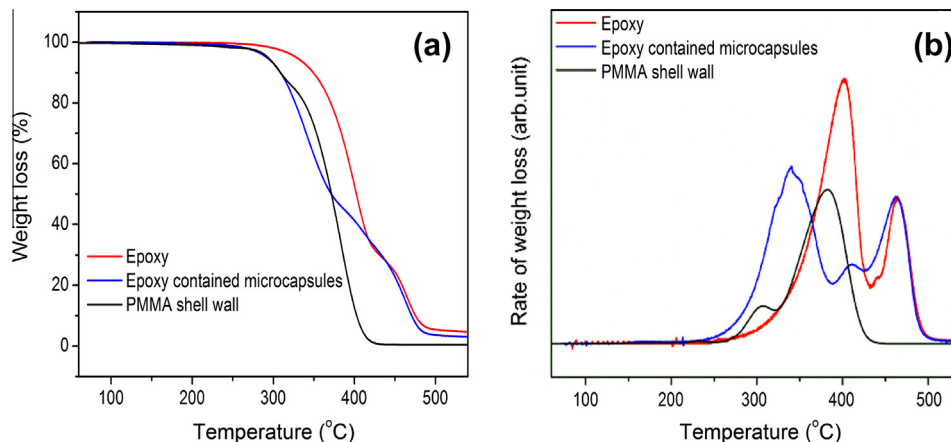 (a)
Weight loss (%)
100
80
60
40
20
0
Epoxy
Epoxy contained microcapsules
PMMA shell wall
100
200
300
400
500
Temperature (°C)
(b)
Rate of weight loss (arb.unit)
Epoxy
Epoxy contained microcapsules
PMMA shell wall
100
200
300
400
500
Temperature (°C)